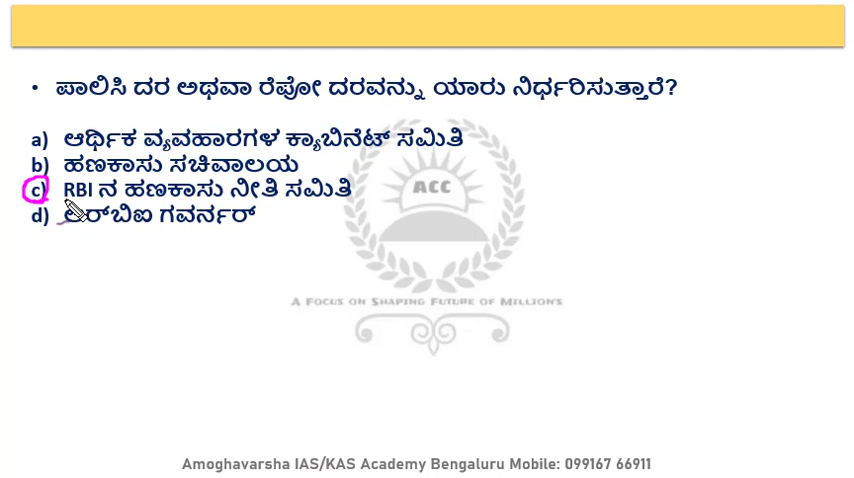 • ಪಾಲಿಸಿ ದರ ಅಥವಾ ರೆಪೋ ದರವನ್ನು ಯಾರು ನಿರ್ಧರಿಸುತ್ತಾರೆ?
a) ಆರ್ಥಿಕ ವ್ಯವಹಾರಗಳ ಕ್ಯಾಬಿನೆಟ್ ಸಮಿತಿ
b) ಹಣಕಾಸು ಸಚಿವಾಲಯ
c) RBI ನ ಹಣಕಾಸು ನೀತಿ ಸಮಿತಿ
d) ಆರ್‌ಬಿಐ ಗವರ್ನರ್
ACC
A Focus on Shaping Future of Million's
Amoghavarsha IAS/KAS Academy Bengaluru Mobile: 099167 66911